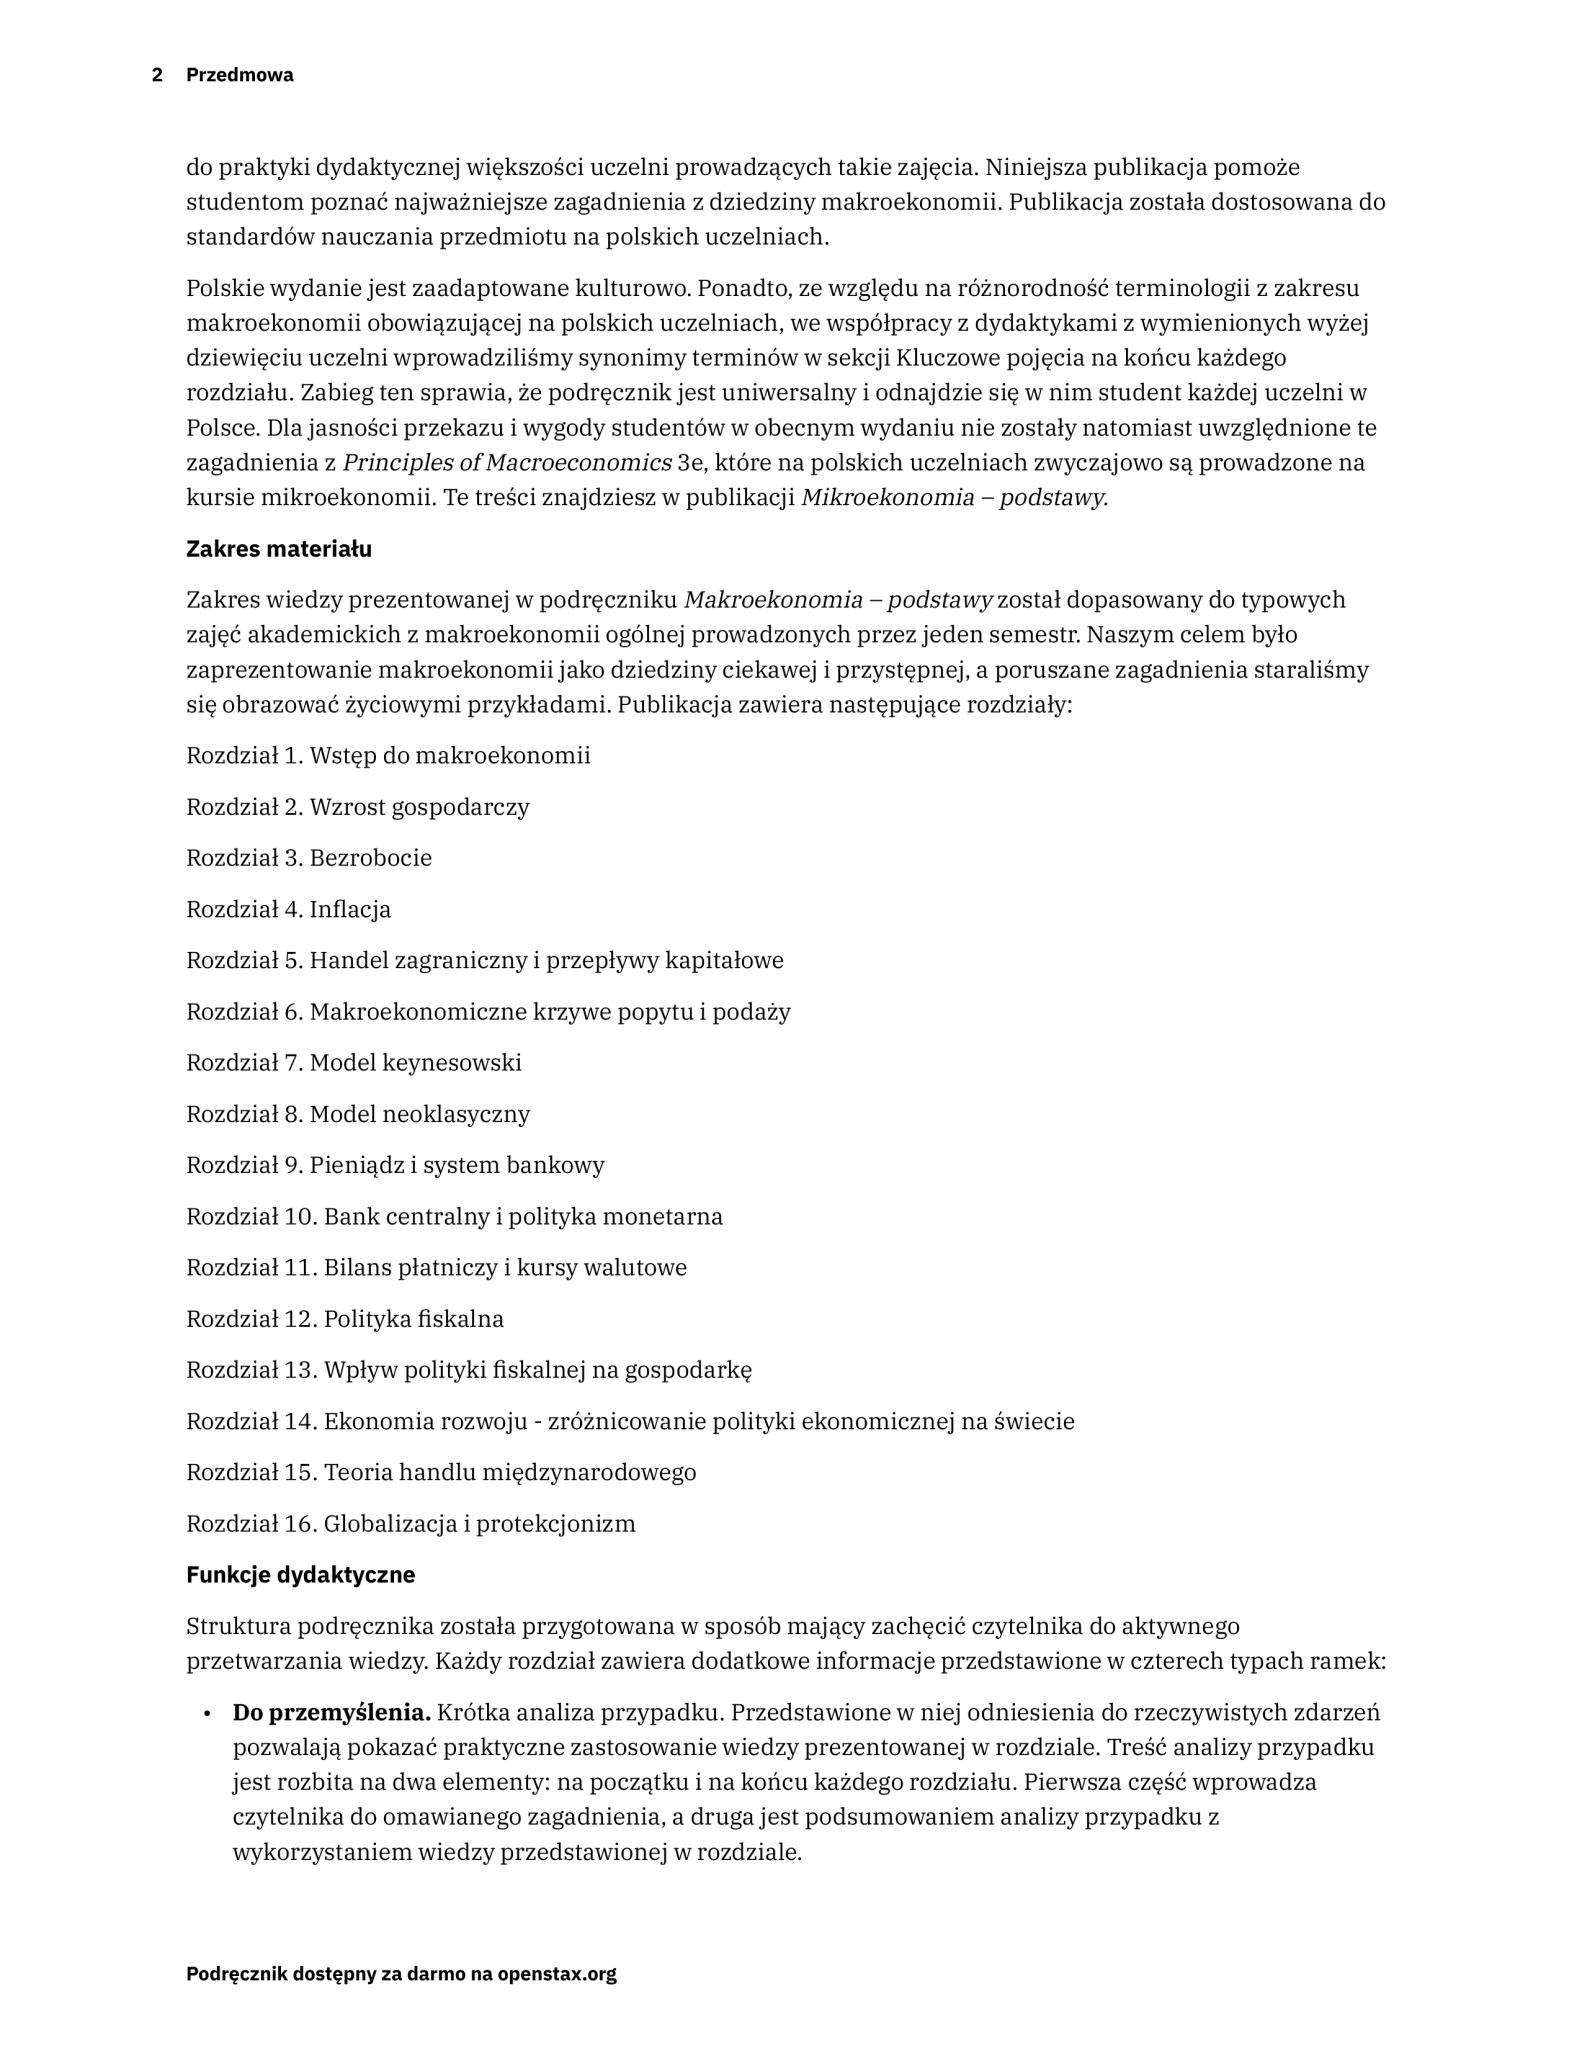 2 Przedmowa
do praktyki dydaktycznej większości uczelni prowadzących takie zajęcia. Niniejsza publikacja pomoże
studentom poznać najważniejsze zagadnienia z dziedziny makroekonomii. Publikacja została dostosowana do
standardów nauczania przedmiotu na polskich uczelniach.
Polskie wydanie jest zaadaptowane kulturowo. Ponadto, ze względu na różnorodność terminologii z zakresu
makroekonomii obowiązującej na polskich uczelniach, we współpracy z dydaktykami z wymienionych wyżej
dziewięciu uczelni wprowadziliśmy synonimy terminów w sekcji Kluczowe pojęcia na końcu każdego
rozdziału. Zabieg ten sprawia, że podręcznik jest uniwersalny i odnajdzie się w nim student każdej uczelni w
Polsce. Dla jasności przekazu i wygody studentów w obecnym wydaniu nie zostały natomiast uwzględnione te
zagadnienia z Principles of Macroeconomics 3e, które na polskich uczelniach zwyczajowo są prowadzone na
kursie mikroekonomii. Te treści znajdziesz w publikacji Mikroekonomia – podstawy.
Zakres materiału
Zakres wiedzy prezentowanej w podręczniku Makroekonomia – podstawy został dopasowany do typowych
zajęć akademickich z makroekonomii ogólnej prowadzonych przez jeden semestr. Naszym celem było
zaprezentowanie makroekonomii jako dziedziny ciekawej i przystępnej, a poruszane zagadnienia staraliśmy
się obrazować życiowymi przykładami. Publikacja zawiera następujące rozdziały:
Rozdział 1. Wstęp do makroekonomii
Rozdział 2. Wzrost gospodarczy
Rozdział 3. Bezrobocie
Rozdział 4. Inflacja
Rozdział 5. Handel zagraniczny i przepływy kapitałowe
Rozdział 6. Makroekonomiczne krzywe popytu i podaży
Rozdział 7. Model keynesowski
Rozdział 8. Model neoklasyczny
Rozdział 9. Pieniądz i system bankowy
Rozdział 10. Bank centralny i polityka monetarna
Rozdział 11. Bilans płatniczy i kursy walutowe
Rozdział 12. Polityka fiskalna
Rozdział 13. Wpływ polityki fiskalnej na gospodarkę
Rozdział 14. Ekonomia rozwoju - zróżnicowanie polityki ekonomicznej na świecie
Rozdział 15. Teoria handlu międzynarodowego
Rozdział 16. Globalizacja i protekcjonizm
Funkcje dydaktyczne
Struktura podręcznika została przygotowana w sposób mający zachęcić czytelnika do aktywnego
przetwarzania wiedzy. Każdy rozdział zawiera dodatkowe informacje przedstawione w czterech typach ramek:
• Do przemyślenia. Krótka analiza przypadku. Przedstawione w niej odniesienia do rzeczywistych zdarzeń
pozwalają pokazać praktyczne zastosowanie wiedzy prezentowanej w rozdziale. Treść analizy przypadku
jest rozbita na dwa elementy: na początku i na końcu każdego rozdziału. Pierwsza część wprowadza
czytelnika do omawianego zagadnienia, a druga jest podsumowaniem analizy przypadku z
wykorzystaniem wiedzy przedstawionej w rozdziale.
Podręcznik dostępny za darmo na openstax.org